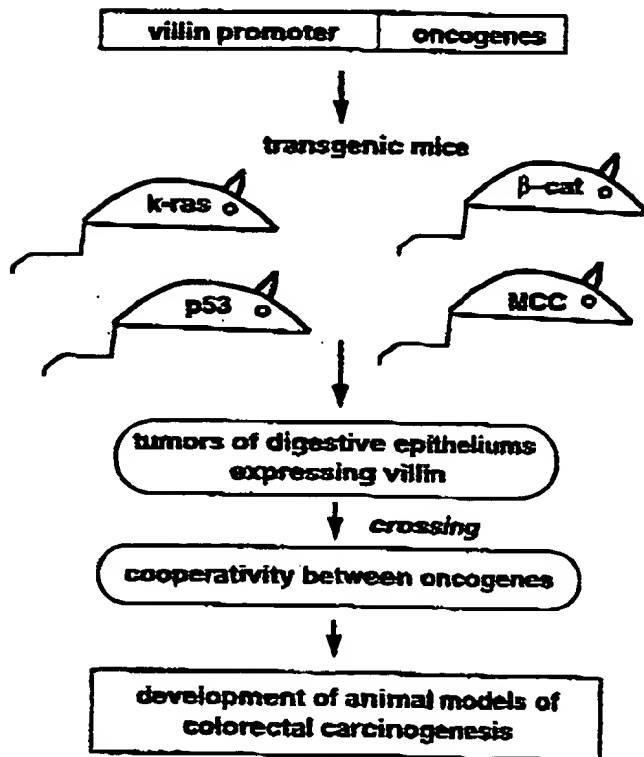 villin promoter oncogenes
transgenic mice
k-ras β-cat
p53 MCC
tumors of digestive epitheliums
expressing villin
crossing
cooperativity between oncogenes
development of animal models of
colorectal carcinogenesis